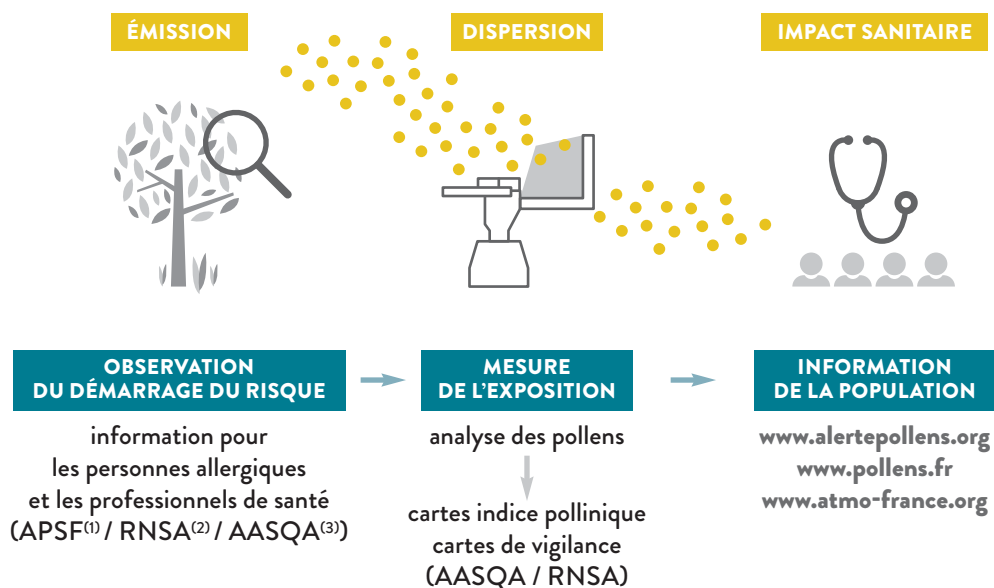 ÉMISSION
DISPERSION
IMPACT SANITAIRE
OBSERVATION
DU DÉMARRAGE DU RISQUE
information pour
les personnes allergiques
et les professionnels de santé
(APSF(1) / RNSA(2) / AASQA(3))
MESURE
DE L’EXPOSITION
analyse des pollens
cartes indice pollinique
cartes de vigilance
(AASQA / RNSA)
INFORMATION
DE LA POPULATION
www.alertepollens.org
www.pollens.fr
www.atmo-france.org